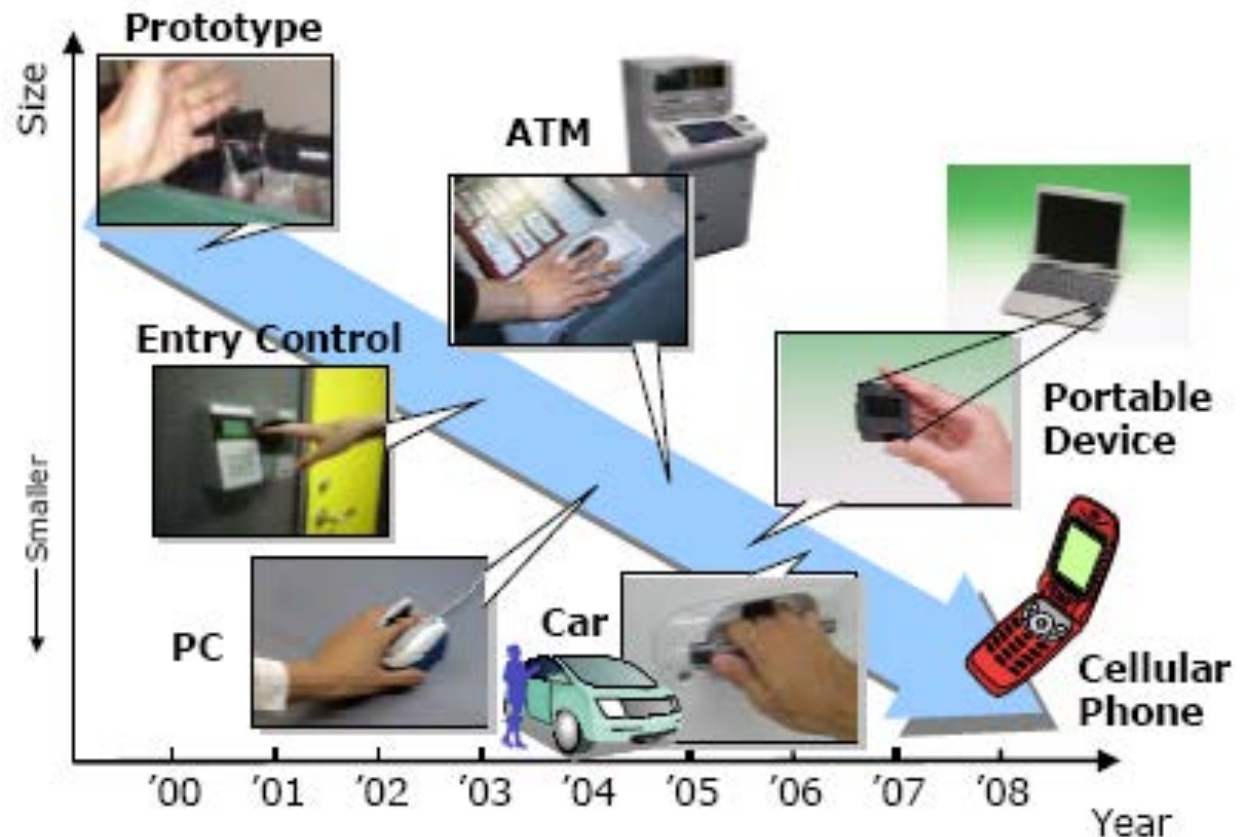 Prototype
Size
ATM
Entry Control
Portable
Device
Smaller
PC
Car
Cellular
Phone
'00 '01 '02 '03 '04 '05 '06 '07 '08
Year